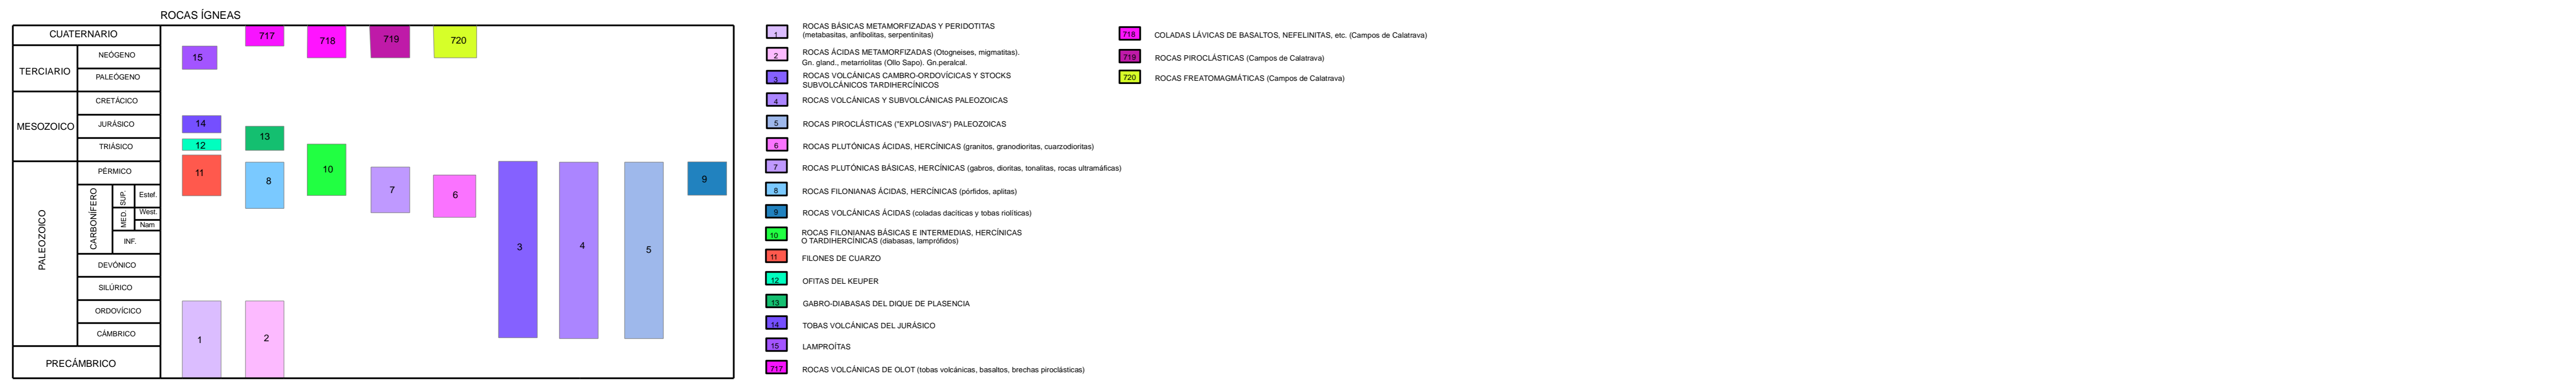 ROCAS ÍGNEAS
CUATERNARIO
TERCIARIO
NEÓGENO
PALEÓGENO
MESOZOICO
CRETÁCICO
JURÁSICO
TRIÁSICO
PALEOZOICO
PÉRMICO
CARBONÍFERO
SUP.
Estef.
MED.
West.
Nam
INF.
DEVÓNICO
SILÚRICO
ORDOVÍCICO
CÁMBRICO
PRECÁMBRICO
717
718
719
720
15
14
13
12
11
8
10
7
6
3
4
5
9
1
2
1
ROCAS BÁSICAS METAMORFIZADAS Y PERIDOTITAS
(metabasitas, anfibolitas, serpentinitas)
2
ROCAS ÁCIDAS METAMORFIZADAS (Otogneises, migmatitas).
Gn. gland., metarriolitas (Ollo Sapo). Gn.peralcal.
3
ROCAS VOLCÁNICAS CAMBRO-ORDOVÍCICAS Y STOCKS
SUBVOLCÁNICOS TARDIHERCÍNICOS
4
ROCAS VOLCÁNICAS Y SUBVOLCÁNICAS PALEOZOICAS
5
ROCAS PIROCLÁSTICAS ("EXPLOSIVAS") PALEOZOICAS
6
ROCAS PLUTÓNICAS ÁCIDAS, HERCÍNICAS (granitos, granodioritas, cuarzodioritas)
7
ROCAS PLUTÓNICAS BÁSICAS, HERCÍNICAS (gabros, dioritas, tonalitas, rocas ultramáficas)
8
ROCAS FILONIANAS ÁCIDAS, HERCÍNICAS (pórfidos, aplitas)
9
ROCAS VOLCÁNICAS ÁCIDAS (coladas dacíticas y tobas riolíticas)
10
ROCAS FILONIANAS BÁSICAS E INTERMEDIAS, HERCÍNICAS
O TARDIHERCÍNICAS (diabasas, lamprófidos)
11
FILONES DE CUARZO
12
OFITAS DEL KEUPER
13
GABRO-DIABASAS DEL DIQUE DE PLASENCIA
14
TOBAS VOLCÁNICAS DEL JURÁSICO
15
LAMPROÍTAS
717
ROCAS VOLCÁNICAS DE OLOT (tobas volcánicas, basaltos, brechas piroclásticas)
718
COLADAS LÁVICAS DE BASALTOS, NEFELINITAS, etc. (Campos de Calatrava)
719
ROCAS PIROCLÁSTICAS (Campos de Calatrava)
720
ROCAS FREATOMAGMÁTICAS (Campos de Calatrava)